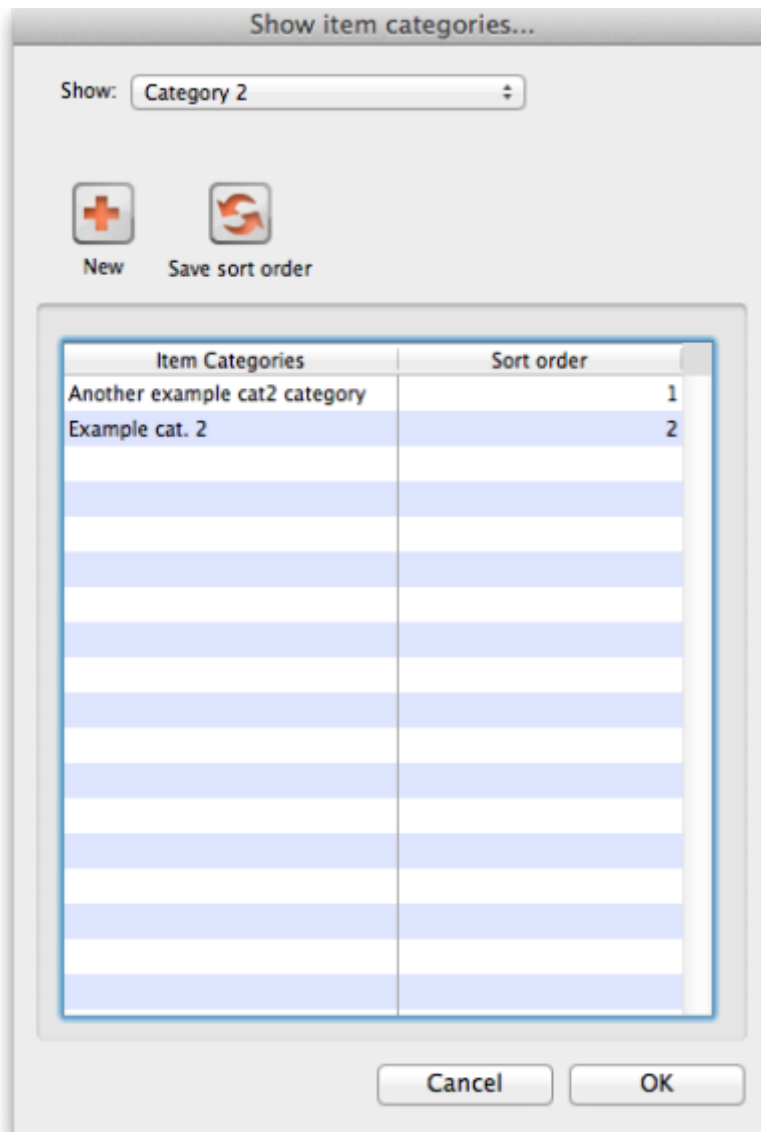 Show item categories...
Show: Category 2
New Save sort order
Item Categories Sort order
Another example cat2 category 1
Example cat. 2 2
Cancel OK